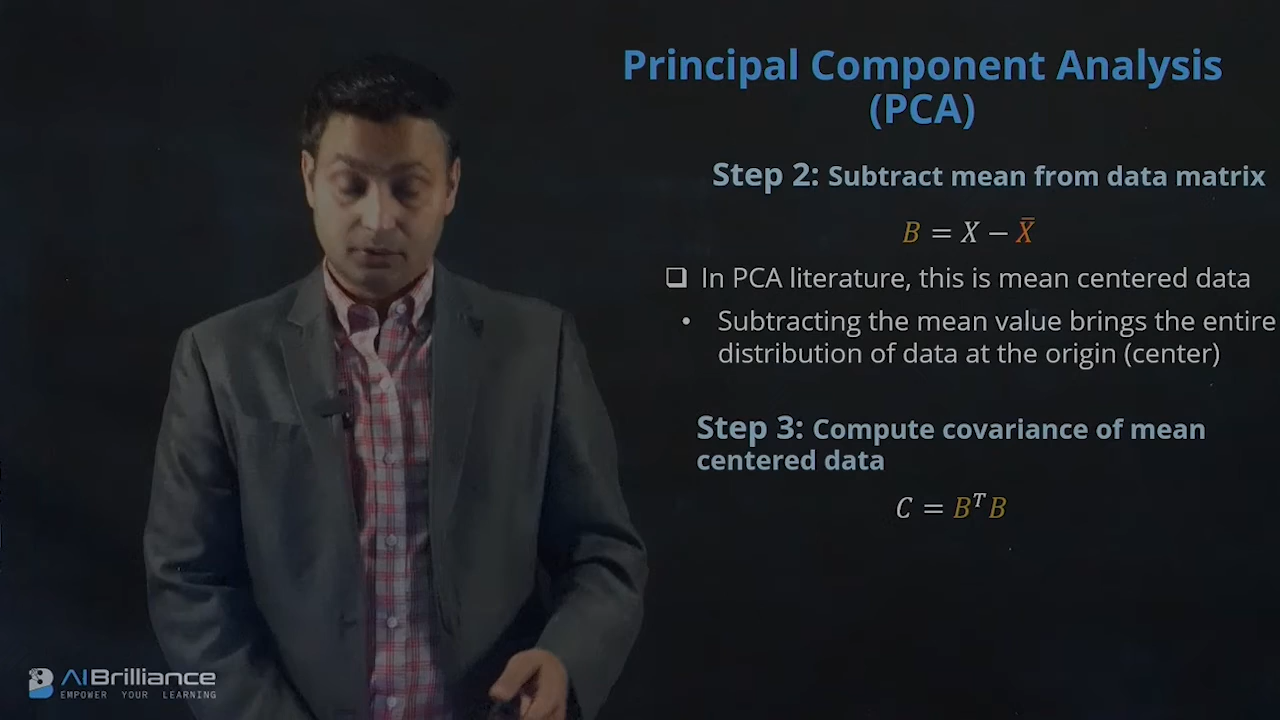 Principal Component Analysis
(PCA)
Step 2: Subtract mean from data matrix
B = X − X̄
❑ In PCA literature, this is mean centered data
• Subtracting the mean value brings the entire
distribution of data at the origin (center)
Step 3: Compute covariance of mean
centered data
C = BᵀB
AIBrilliance
EMPOWER YOUR LEARNING